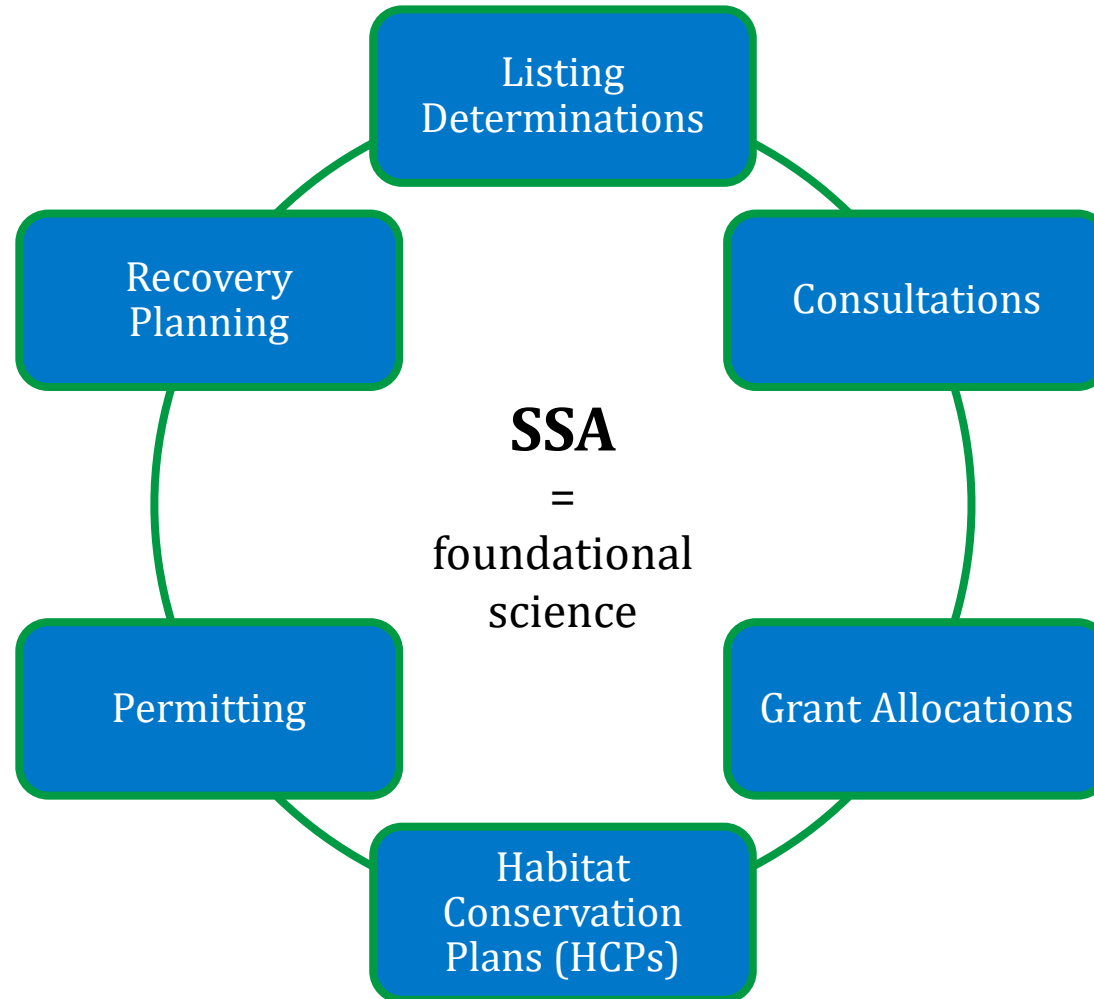 Listing
Determinations
Recovery
Planning
Consultations
SSA
=
foundational
science
Permitting
Grant Allocations
Habitat
Conservation
Plans (HCPs)